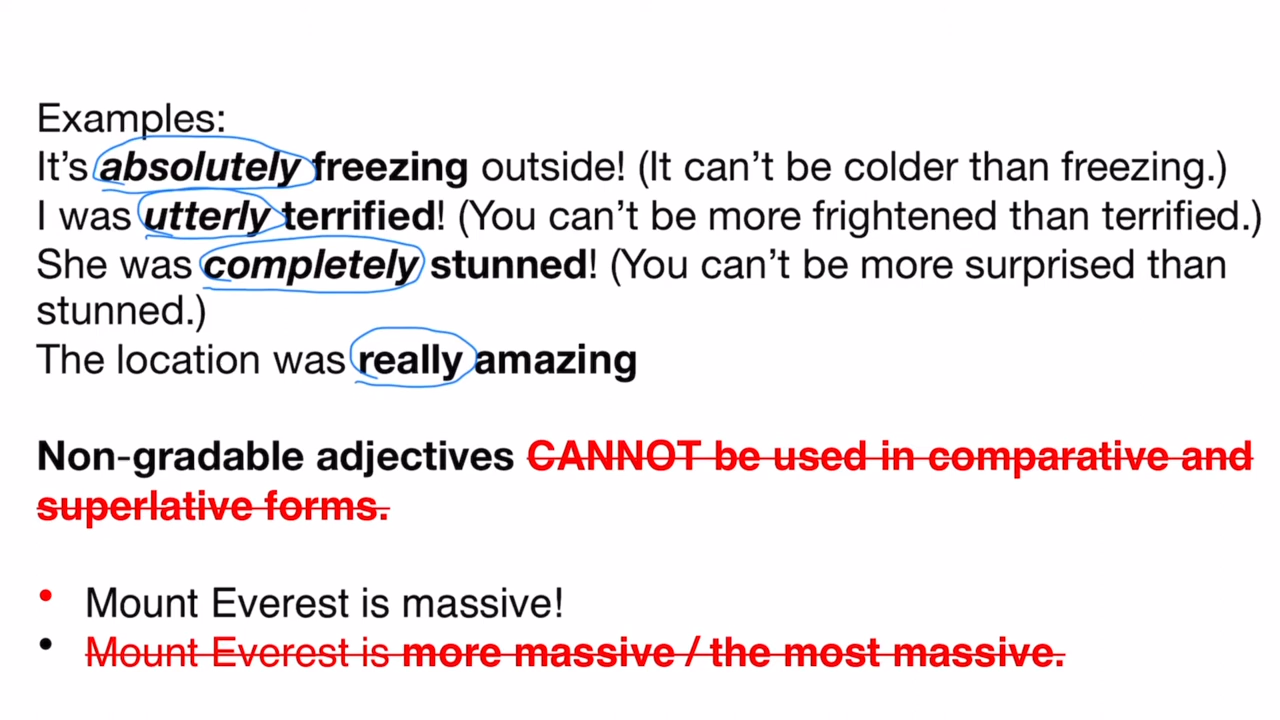 Examples:
It’s absolutely freezing outside! (It can’t be colder than freezing.)
I was utterly terrified! (You can’t be more frightened than terrified.)
She was completely stunned! (You can’t be more surprised than
stunned.)
The location was really amazing
Non-gradable adjectives CANNOT be used in comparative and
superlative forms.
• Mount Everest is massive!
• Mount Everest is more massive / the most massive.